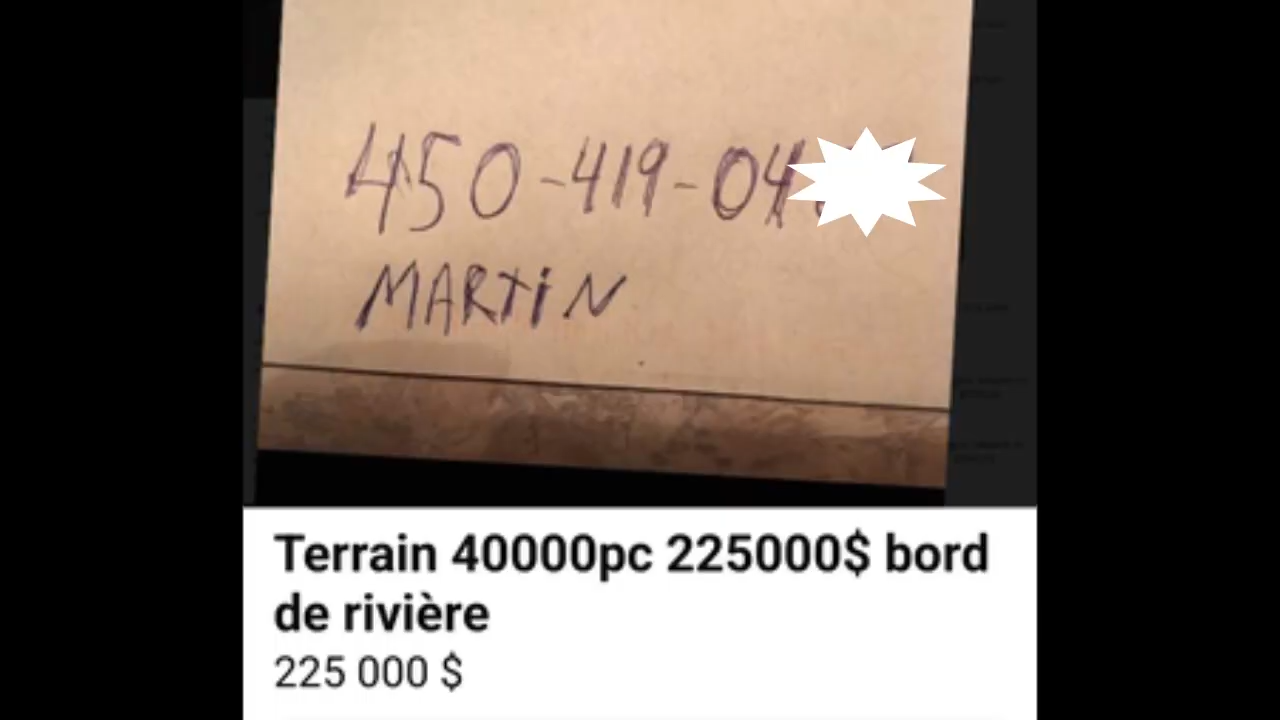 450-419-04
MARTiN
Terrain 40000pc 225000$ bord
de rivière
225 000 $